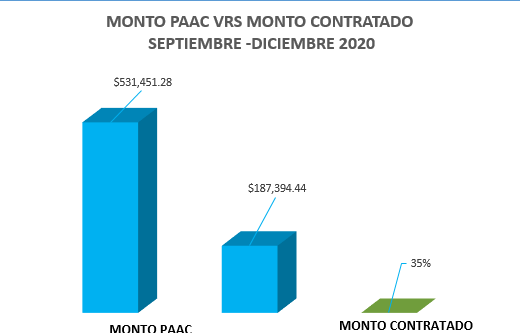 MONTO PAAC VRS MONTO CONTRATADO
SEPTIEMBRE -DICIEMBRE 2020
$531,451.28
$187,394.44
35%
MONTO PAAC
MONTO CONTRATADO